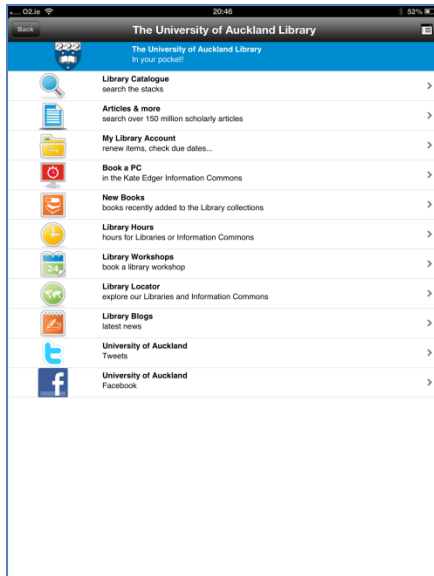 ..... O2.ie 20:46 52%
Back The University of Auckland Library
The University of Auckland Library
In your pocket!
Library Catalogue
search the stacks
Articles & more
search over 150 million scholarly articles
My Library Account
renew items, check due dates...
Book a PC
in the Kate Edger Information Commons
New Books
books recently added to the Library collections
Library Hours
hours for Libraries or Information Commons
Library Workshops
24
book a library workshop
Library Locator
explore our Libraries and Information Commons
Library Blogs
latest news
University of Auckland
Tweets
University of Auckland
Facebook